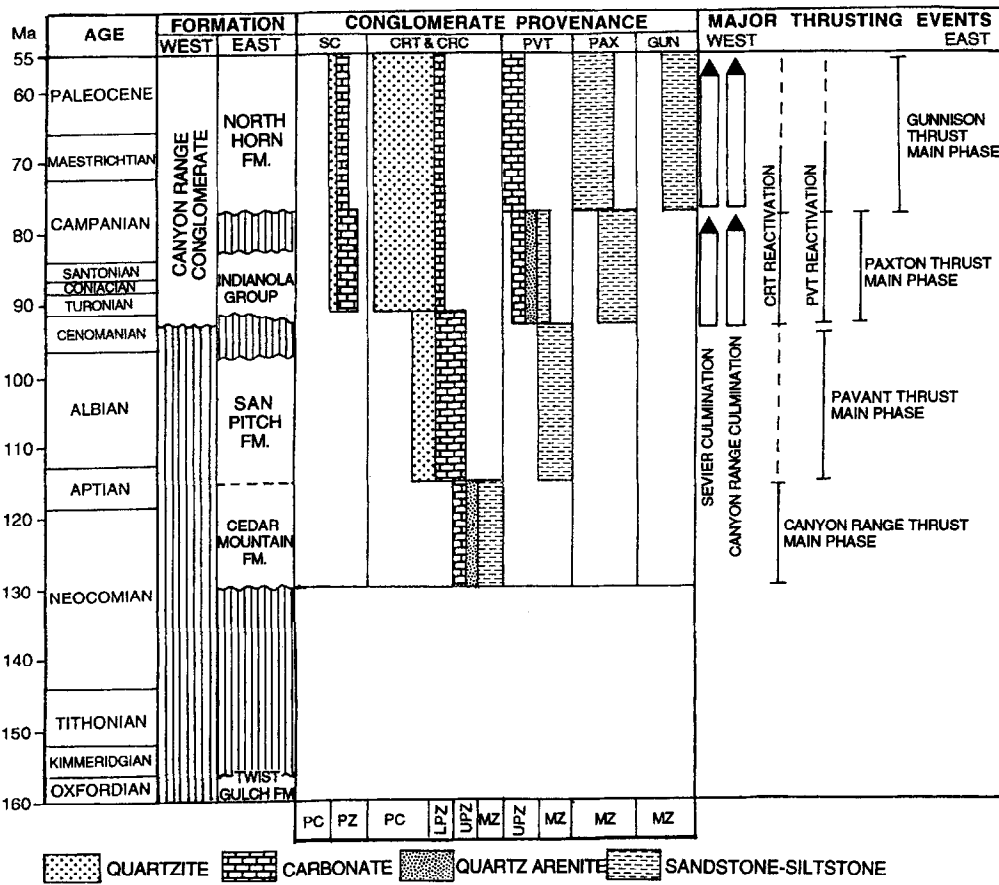 Ma
AGE
FORMATION
WEST
EAST
CONGLOMERATE PROVENANCE
SC
CRT & CRC
PVT
PAX
GUN
MAJOR THRUSTING EVENTS
WEST
EAST
55
60
70
80
90
100
110
120
130
140
150
160
PALEOCENE
MAESTRICHTIAN
CAMPANIAN
SANTONIAN
CONIACIAN
TURONIAN
CENOMANIAN
ALBIAN
APTIAN
NEOCOMIAN
TITHONIAN
KIMMERIDGIAN
OXFORDIAN
CANYON RANGE
CONGLOMERATE
NORTH
HORN
FM.
INDIANOLA
GROUP
SAN
PITCH
FM.
CEDAR
MOUNTAIN
FM.
TWIST
GULCH FM
SEVIER CULMINATION
CANYON RANGE CULMINATION
CRT REACTIVATION
PVT REACTIVATION
GUNNISON
THRUST
MAIN PHASE
PAXTON THRUST
MAIN PHASE
PAVANT THRUST
MAIN PHASE
CANYON RANGE THRUST
MAIN PHASE
PC
PZ
PC
LPZ
UPZ
MZ
UPZ
MZ
MZ
MZ
QUARTZITE
CARBONATE
QUARTZ ARENITE
SANDSTONE-SILTSTONE